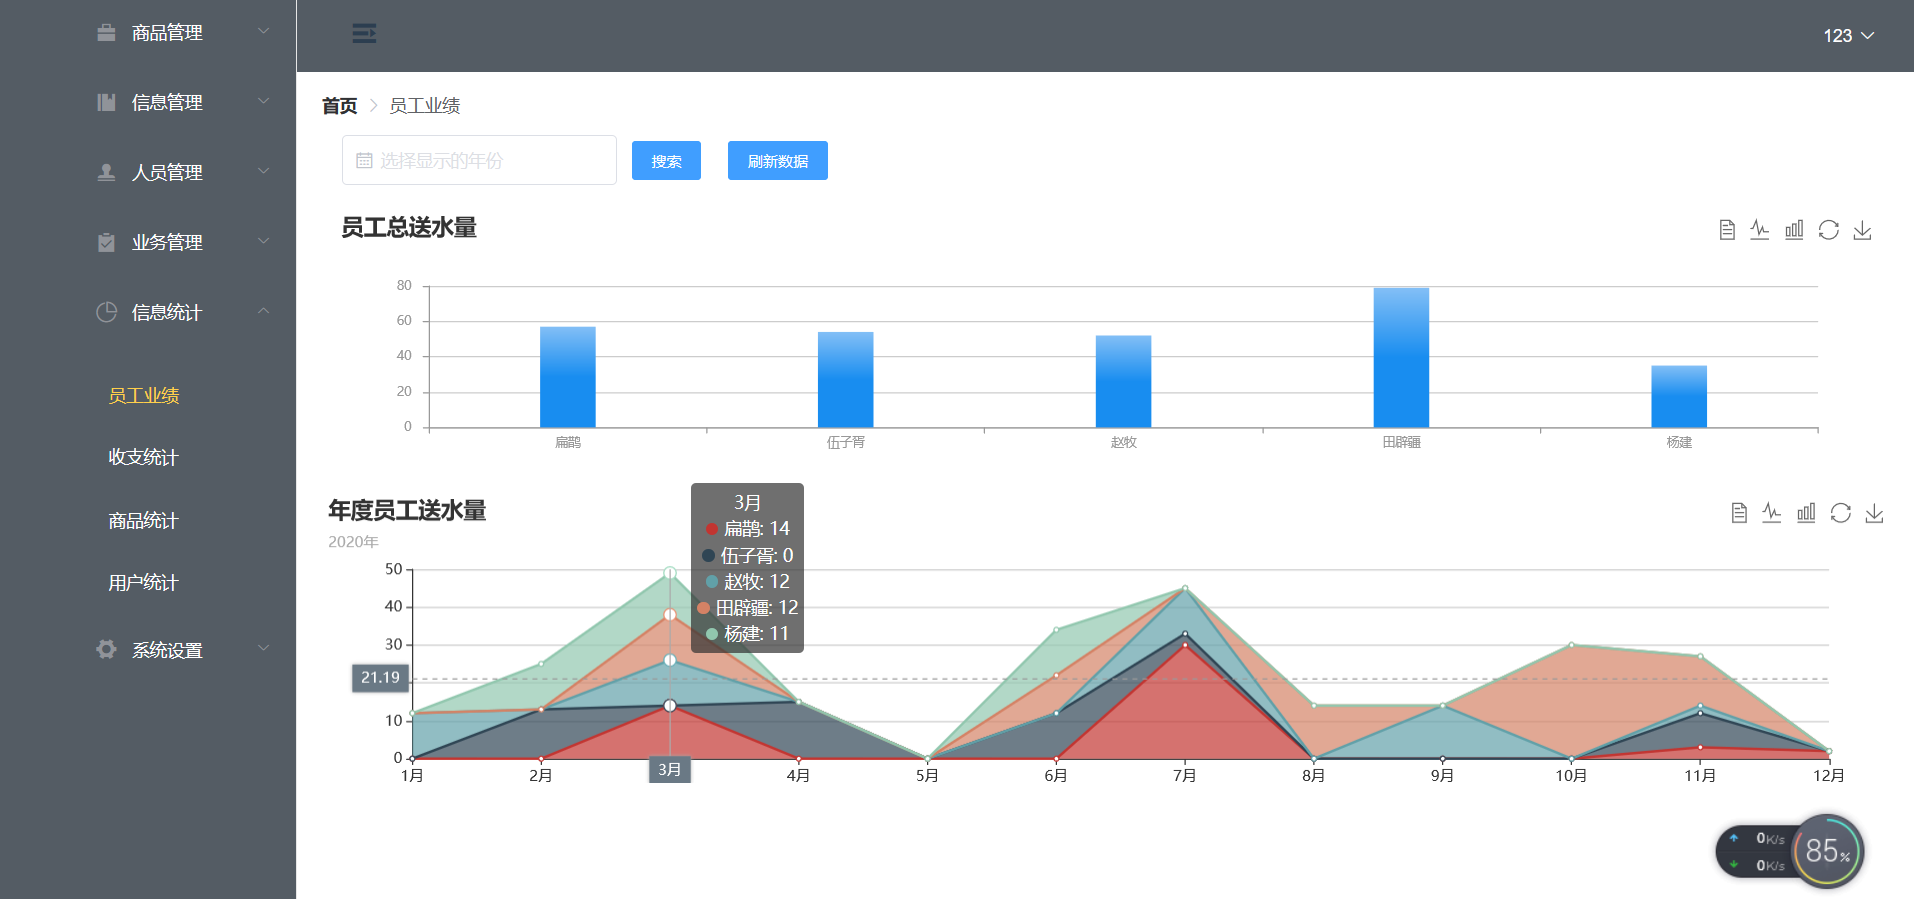 商品管理
信息管理
人员管理
业务管理
信息统计
员工业绩
收支统计
商品统计
用户统计
系统设置
123
首页 员工业绩
选择显示的年份 搜索 刷新数据
员工总送水量
80
60
40
20
0
扁鹊 伍子胥 赵牧 田辟疆 杨建
年度员工送水量
2020年
3月
扁鹊: 14
伍子胥: 0
赵牧: 12
田辟疆: 12
杨建: 11
50
40
30
21.19
10
0
1月 2月 3月 4月 5月 6月 7月 8月 9月 10月 11月 12月
0K/s
0K/s
85%